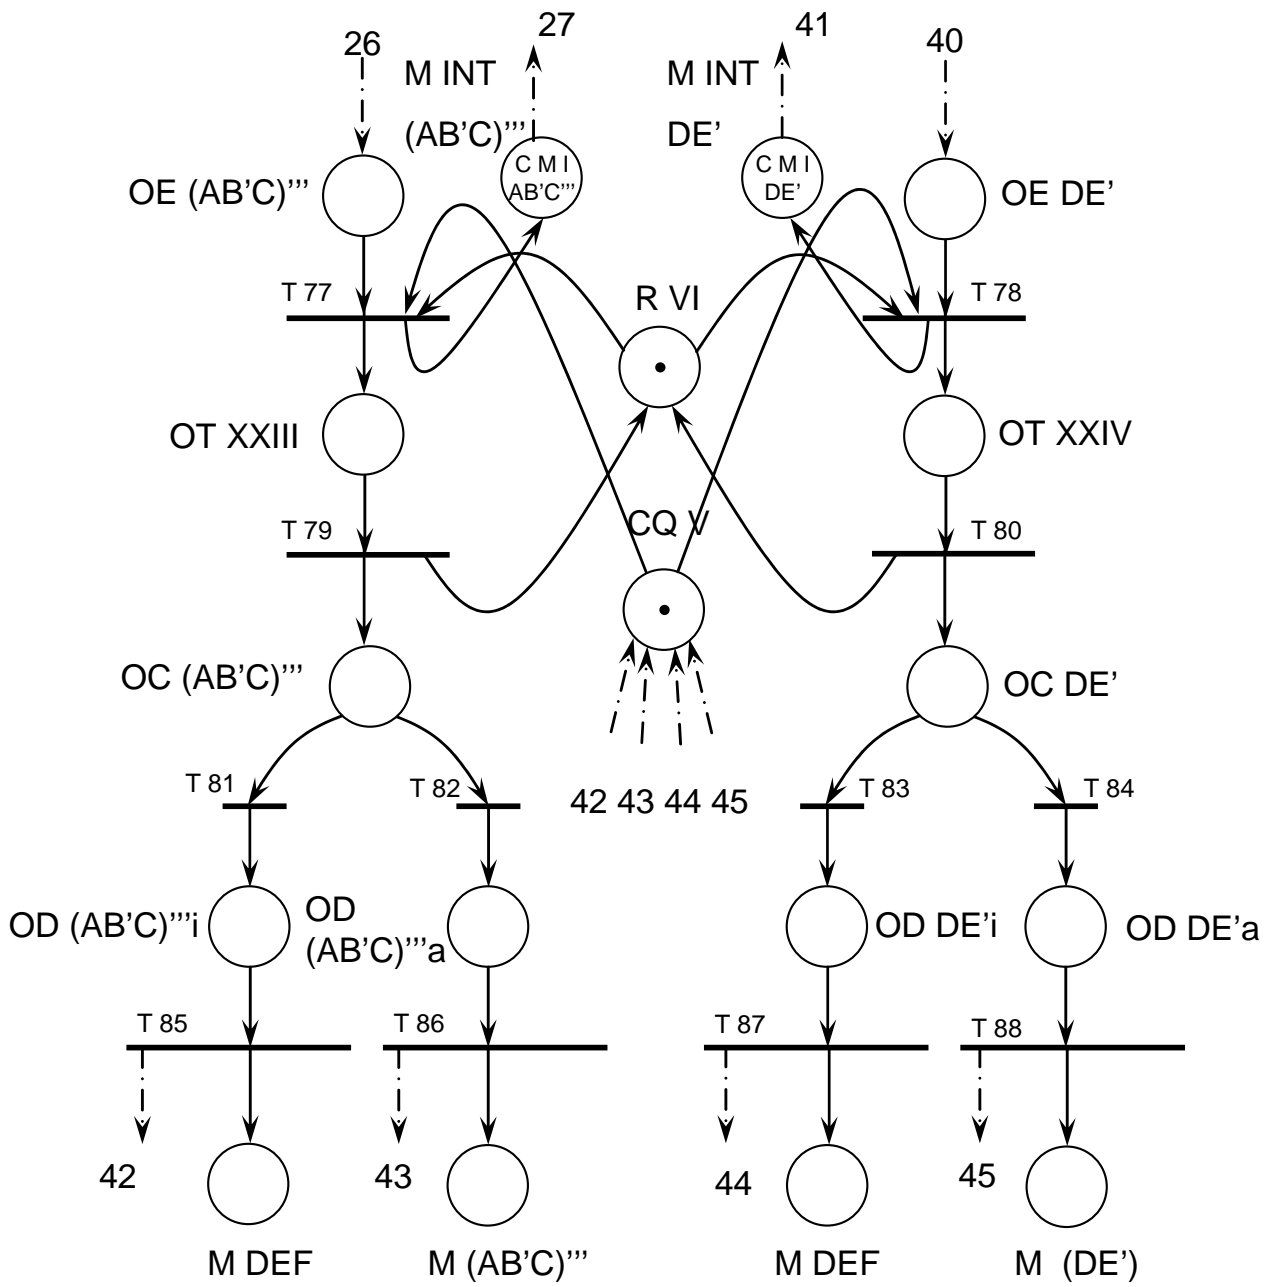 26
27
41
40
M INT
(AB'C)'''
M INT
DE'
C M I
AB'C'''
C M I
DE'
OE (AB'C)'''
OE DE'
T 77
R VI
T 78
OT XXIII
OT XXIV
T 79
CQ V
T 80
OC (AB'C)'''
OC DE'
T 81
T 82
42 43 44 45
T 83
T 84
OD (AB'C)'''i
OD
(AB'C)'''a
OD DE'i
OD DE'a
T 85
T 86
T 87
T 88
42
43
44
45
M DEF
M (AB'C)'''
M DEF
M (DE')